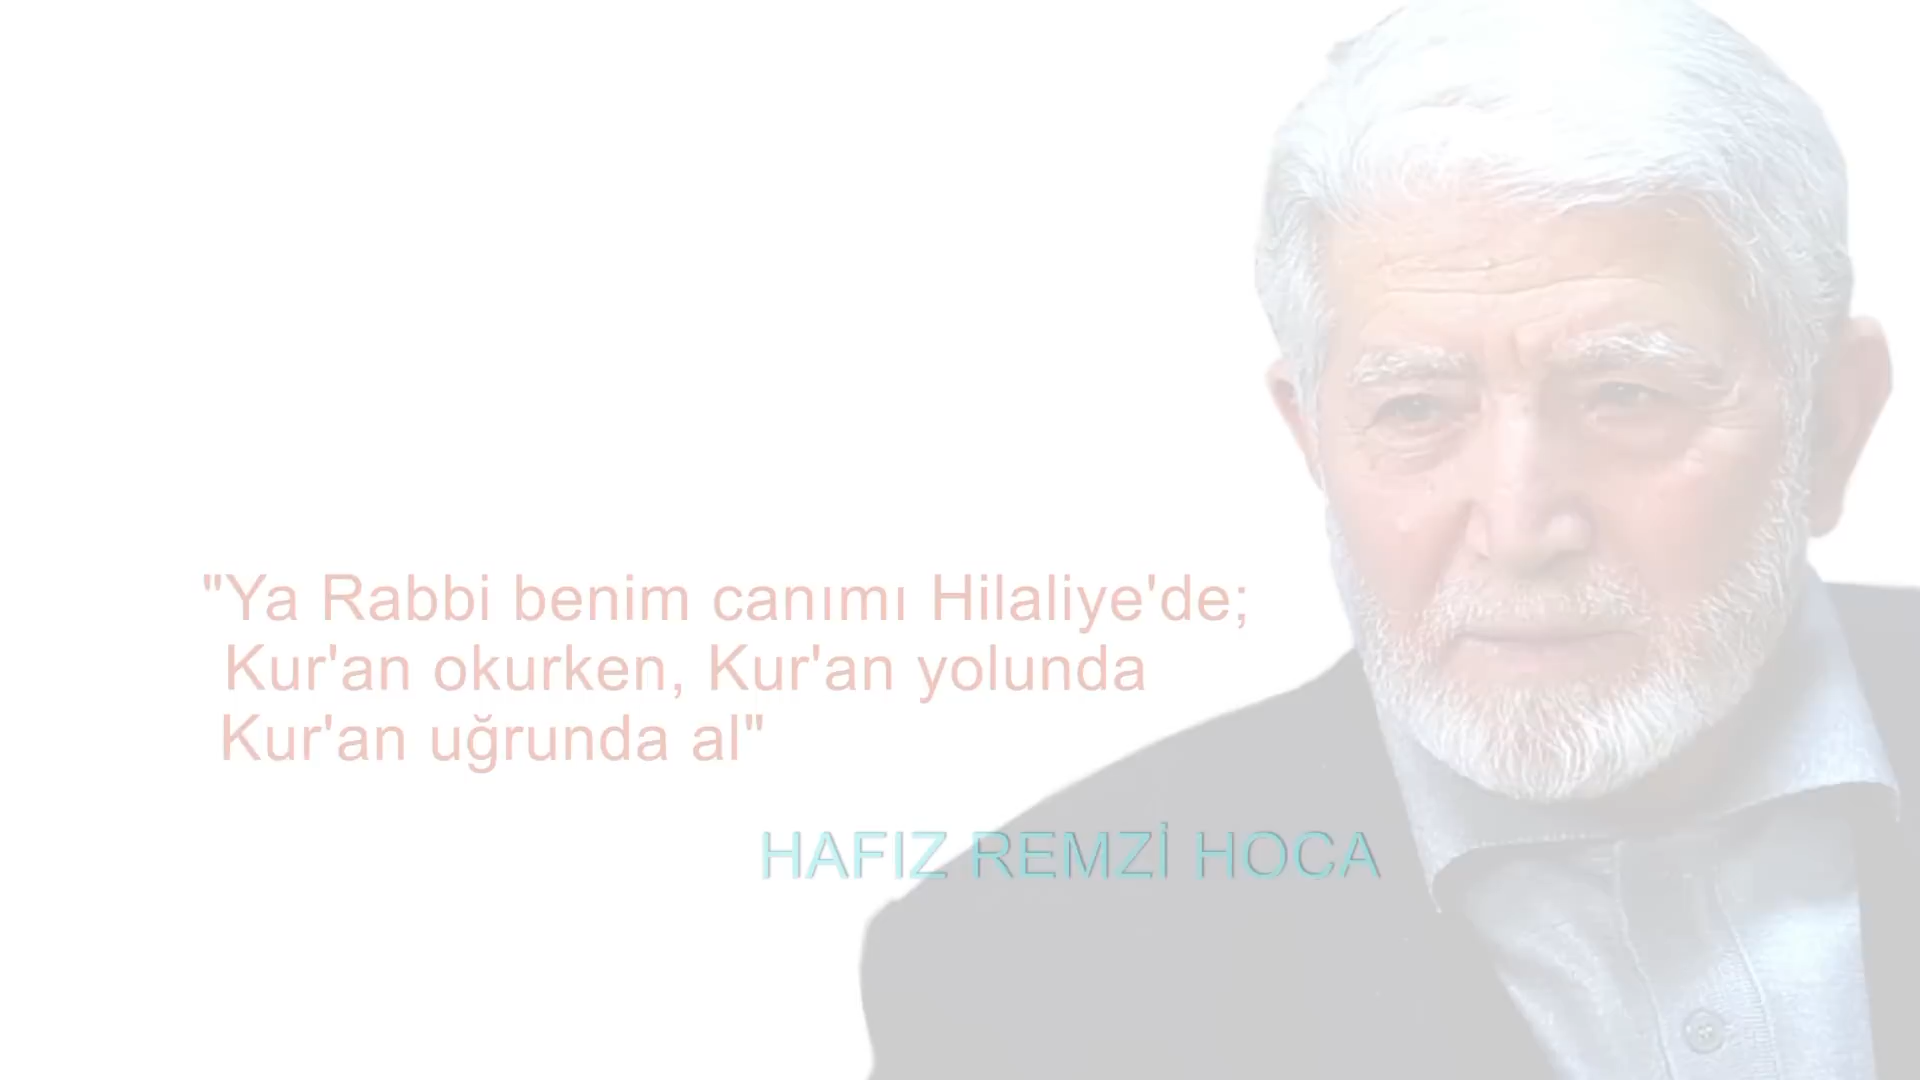 "Ya Rabbi benim canımı Hilaliye'de;
Kur'an okurken, Kur'an yolunda
Kur'an uğrunda al"
HAFIZ REMZİ HOCA